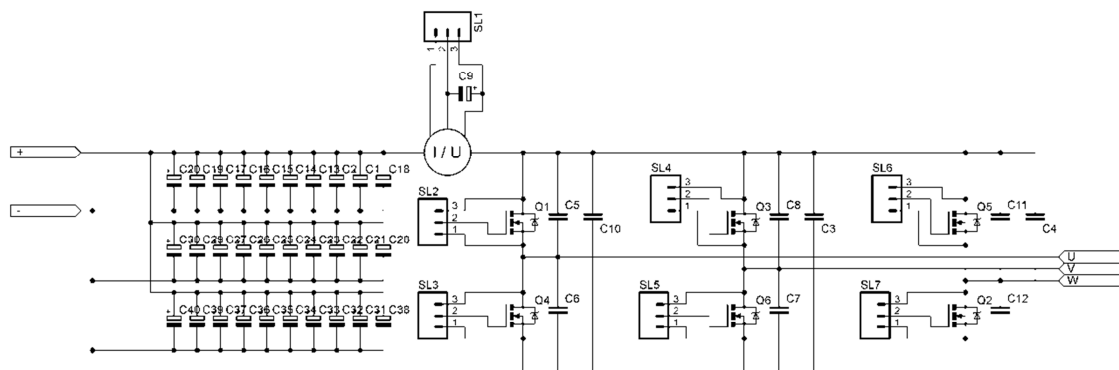 SL1
1 2 3
C9
+
+
I / U
+
C20 C19 C17 C16 C15 C14 C13 C2 C1 C18
-
SL2
3
2
1
Q1
C5
C10
SL4
3
2
1
Q3
C8
C3
SL6
3
2
1
Q5
C11
C4
+
C30 C29 C27 C26 C25 C24 C23 C22 C21 C28
U
V
W
SL3
3
2
1
Q4
C6
SL5
3
2
1
Q6
C7
SL7
3
2
1
Q2
C12
+
C40 C39 C37 C36 C35 C34 C33 C32 C31 C38